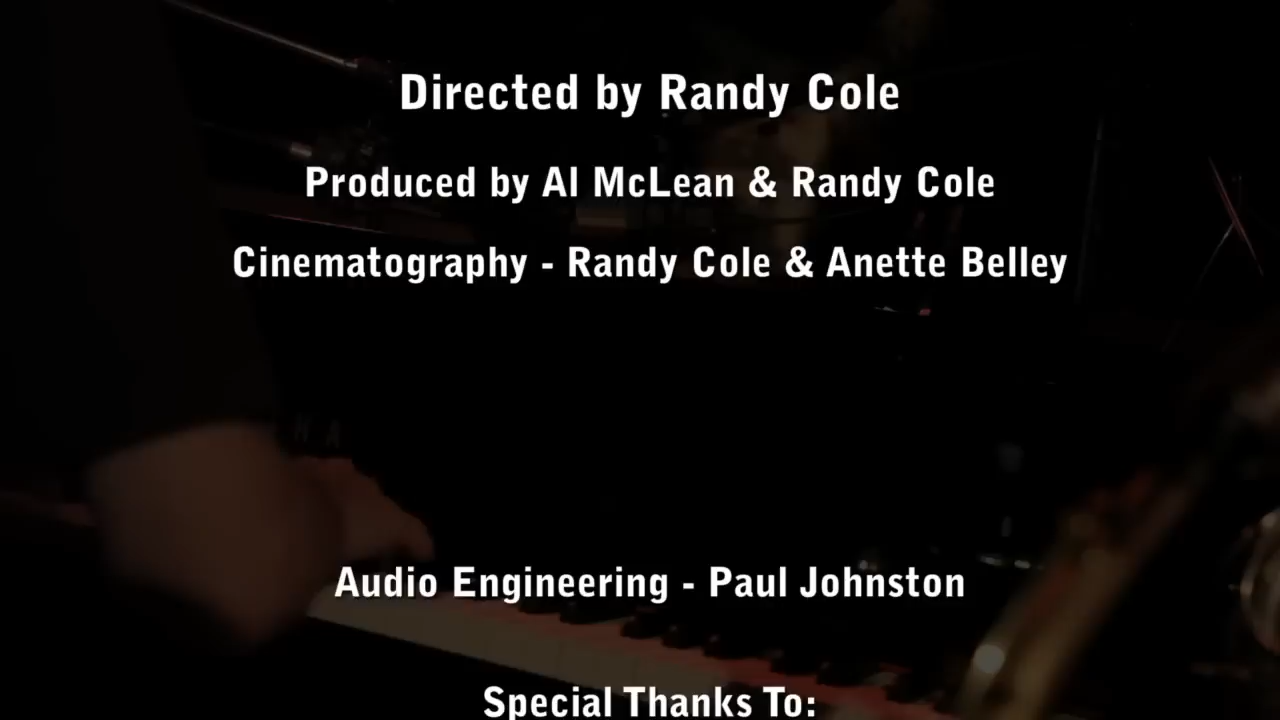 Directed by Randy Cole
Produced by Al McLean & Randy Cole
Cinematography - Randy Cole & Anette Belley
Audio Engineering - Paul Johnston
Special Thanks To: